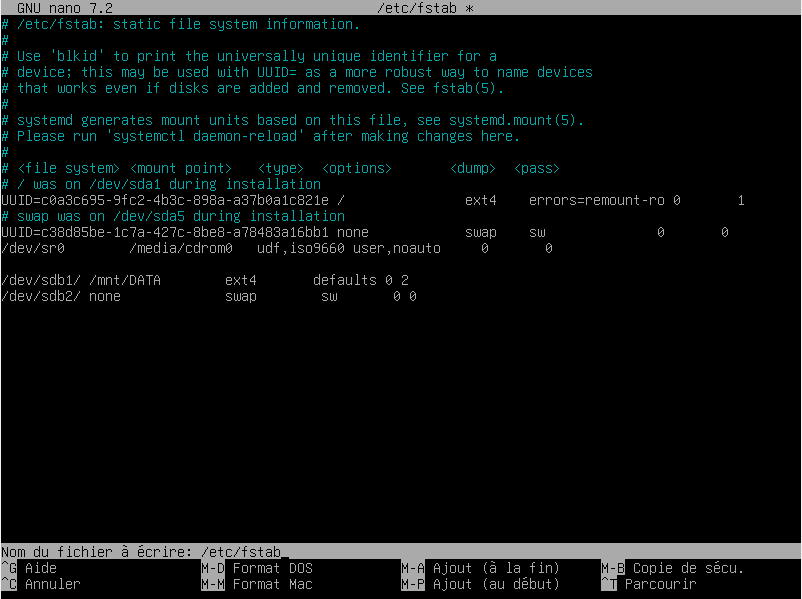 GNU nano 7.2 /etc/fstab *
# /etc/fstab: static file system information.
#
# Use 'blkid' to print the universally unique identifier for a
# device; this may be used with UUID= as a more robust way to name devices
# that works even if disks are added and removed. See fstab(5).
#
# systemd generates mount units based on this file, see systemd.mount(5).
# Please run 'systemctl daemon-reload' after making changes here.
#
# <file system> <mount point> <type> <options> <dump> <pass>
# / was on /dev/sda1 during installation
UUID=c0a3c695-9fc2-4b3c-898a-a37b0a1c821e / ext4 errors=remount-ro 0 1
# swap was on /dev/sda5 during installation
UUID=c38d85be-1c7a-427c-8be8-a78483a16bb1 none swap sw 0 0
/dev/sr0 /media/cdrom0 udf,iso9660 user,noauto 0 0
/dev/sdb1/ /mnt/DATA ext4 defaults 0 2
/dev/sdb2/ none swap sw 0 0
Nom du fichier à écrire: /etc/fstab_
^G Aide M-D Format DOS M-A Ajout (à la fin) M-B Copie de sécu.
^C Annuler M-M Format Mac M-P Ajout (au début) ^T Parcourir